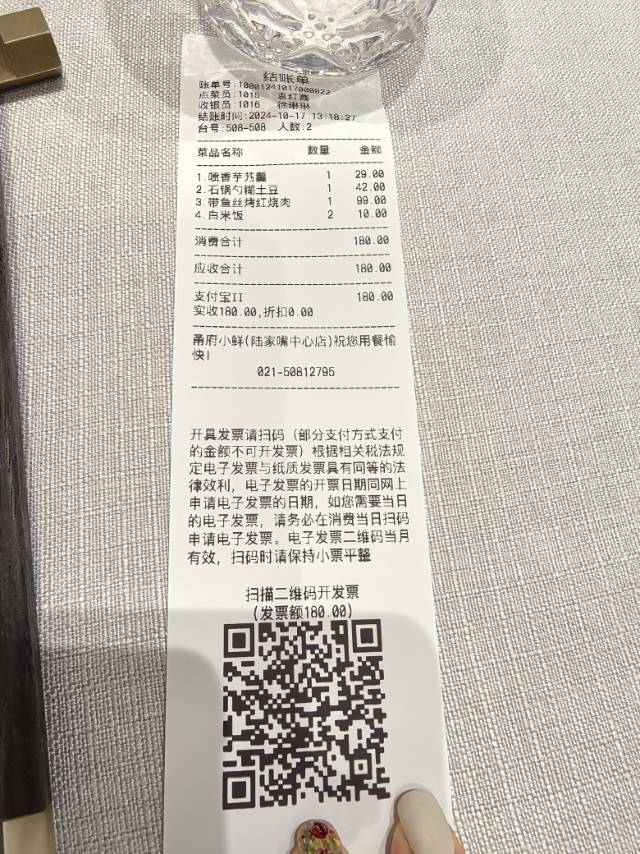 结账单
账单号:10001241017000022
点菜员:1015 袁红霞
收银员:1016 徐琳琳
结账时间:2024-10-17 13:18:27
台号:508-508 人数:2
菜品名称 数量 金额
1.喷香芋艿羹 1 29.00
2.石锅勺糊土豆 1 42.00
3.带鱼丝烤红烧肉 1 99.00
4.白米饭 2 10.00
消费合计 180.00
应收合计 180.00
支付宝II 180.00
实收180.00,折扣0.00
甬府小鲜(陆家嘴中心店)祝您用餐愉
快!
021-50812795
开具发票请扫码（部分支付方式支付
的金额不可开发票）根据相关税法规
定电子发票与纸质发票具有同等的法
律效利，电子发票的开票日期同网上
申请电子发票的日期，如您需要当日
的电子发票，请务必在消费当日扫码
申请电子发票。电子发票二维码当月
有效，扫码时请保持小票平整
扫描二维码开发票
(发票额180.00)